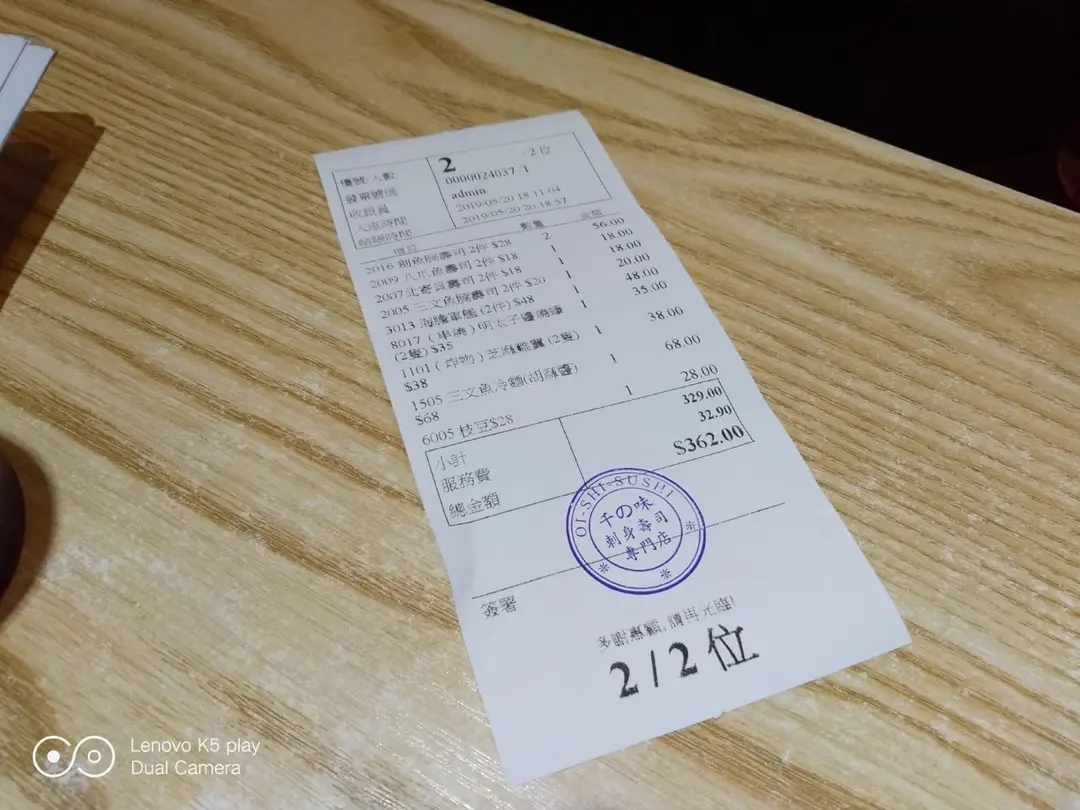 檯號/人數 2 /2 位
發票號碼 0000024037 /1
收銀員 admin
入座時間 2019/05/20 18:11:04
結賬時間 2019/05/20 20:18:57
項目 數量 金額
2016 劍魚腩壽司 2件 $28 2 56.00
2009 八爪魚壽司 2件 $18 1 18.00
2007 北寄貝壽司 2件 $18 1 18.00
2005 三文魚腩壽司 2件 $20 1 20.00
3013 海膽軍艦 (2件) $48 1 48.00
8017 (串燒) 明太子醬燒 1 35.00
(2隻) $35
1101 (炸物) 芝麻雞翼 (2隻) 1 38.00
$38
1505 三文魚冷麵(胡麻醬) 1 68.00
$68
6005 枝豆$28 1 28.00
小計 329.00
服務費 32.90
總金額 $362.00
OI-SHI-SUSHI
千の味
刺身壽司
專門店
簽署
多謝惠顧,請再光臨!
2 / 2 位
Lenovo K5 play
Dual Camera